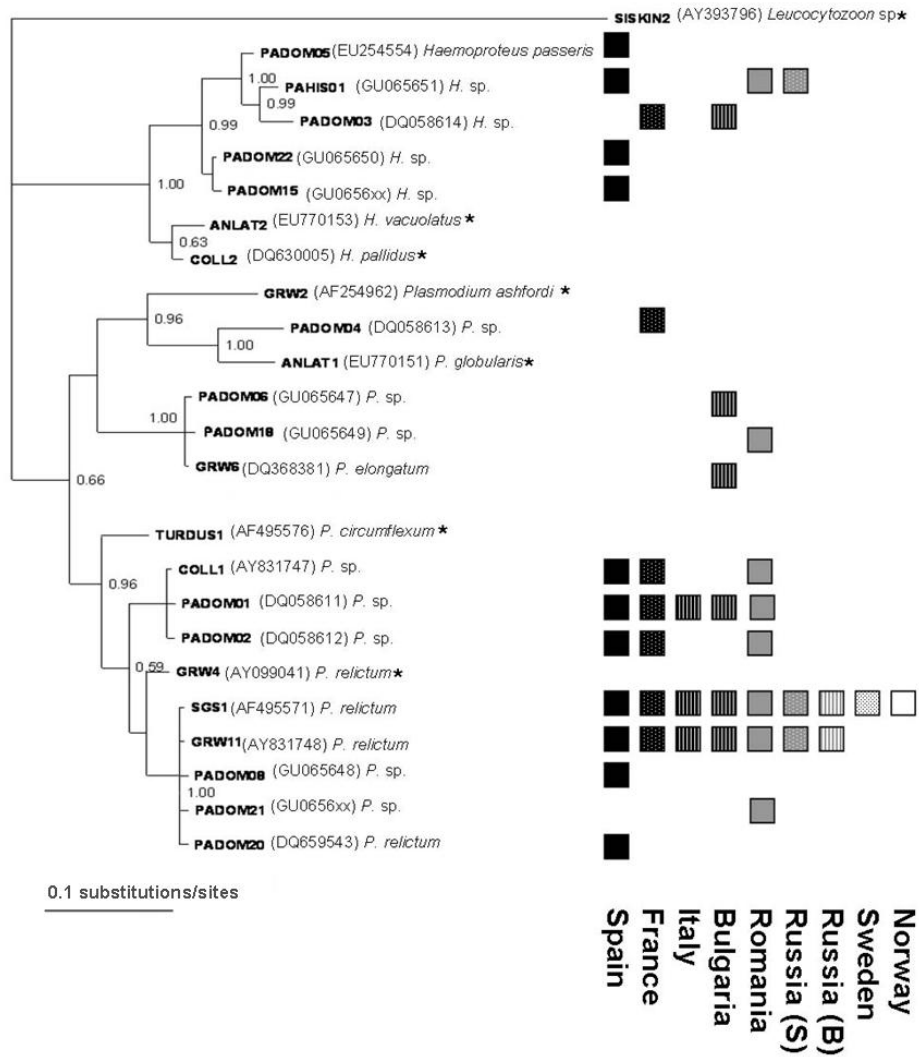 SISKIN2 (AY393796) Leucocytozoon sp*
PADOM05 (EU254554) Haemoproteus passeris
1.00
PAHIS01 (GU065651) H. sp.
0.99
PADOM03 (DQ058614) H. sp.
0.99
PADOM22 (GU065650) H. sp.
1.00
PADOM15 (GU0656xx) H. sp.
ANLAT2 (EU770153) H. vacuolatus *
0.63
COLL2 (DQ630005) H. pallidus*
GRW2 (AF254962) Plasmodium ashfordi *
0.96
PADOM04 (DQ058613) P. sp.
1.00
ANLAT1 (EU770151) P. globularis*
PADOM06 (GU065647) P. sp.
1.00
PADOM18 (GU065649) P. sp.
GRW6 (DQ368381) P. elongatum
0.66
TURDUS1 (AF495576) P. circumflexum *
COLL1 (AY831747) P. sp.
0.96
PADOM01 (DQ058611) P. sp.
PADOM02 (DQ058612) P. sp.
0.59
GRW4 (AY099041) P. relictum*
SGS1 (AF495571) P. relictum
GRW11 (AY831748) P. relictum
PADOM08 (GU065648) P. sp.
1.00
PADOM21 (GU0656xx) P. sp.
PADOM20 (DQ659543) P. relictum
0.1 substitutions/sites
Spain
France
Italy
Bulgaria
Romania
Russia (S)
Russia (B)
Sweden
Norway